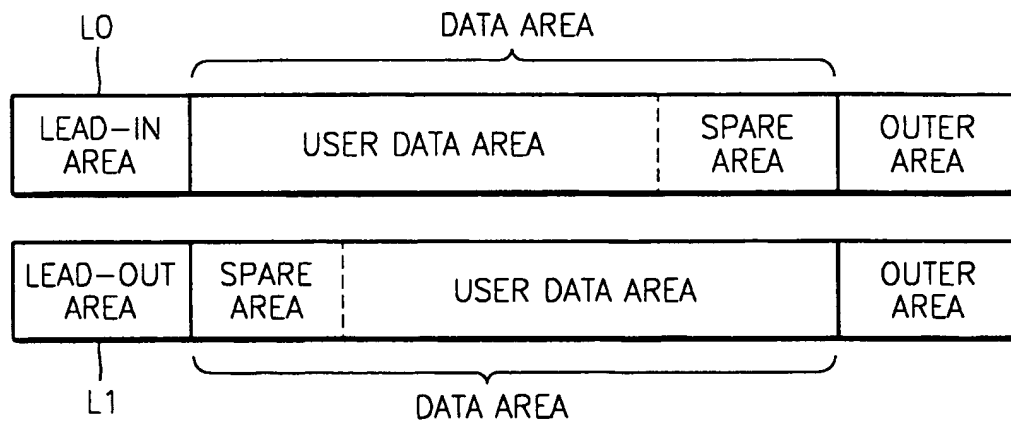 L0
DATA AREA
LEAD-IN
AREA
USER DATA AREA
SPARE
AREA
OUTER
AREA
LEAD-OUT
AREA
SPARE
AREA
USER DATA AREA
OUTER
AREA
L1
DATA AREA